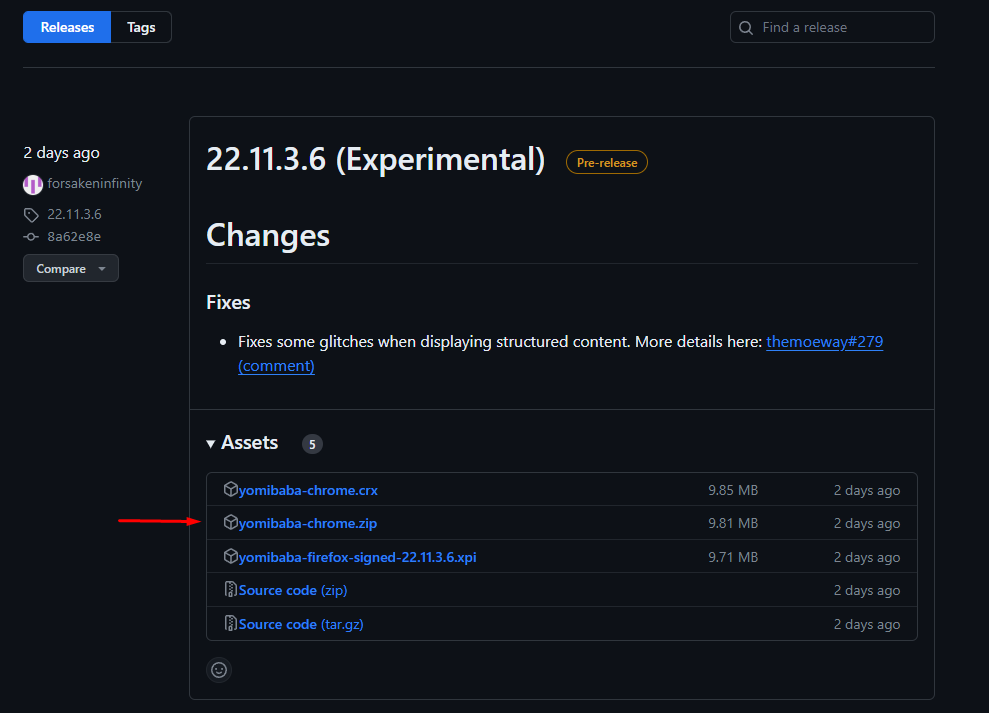 Releases Tags Find a release
2 days ago
forsakeninfinity
22.11.3.6
8a62e8e
Compare
22.11.3.6 (Experimental) Pre-release
Changes
Fixes
Fixes some glitches when displaying structured content. More details here: themoeway#279
(comment)
Assets 5
yomibaba-chrome.crx 9.85 MB 2 days ago
yomibaba-chrome.zip 9.81 MB 2 days ago
yomibaba-firefox-signed-22.11.3.6.xpi 9.71 MB 2 days ago
Source code (zip) 2 days ago
Source code (tar.gz) 2 days ago